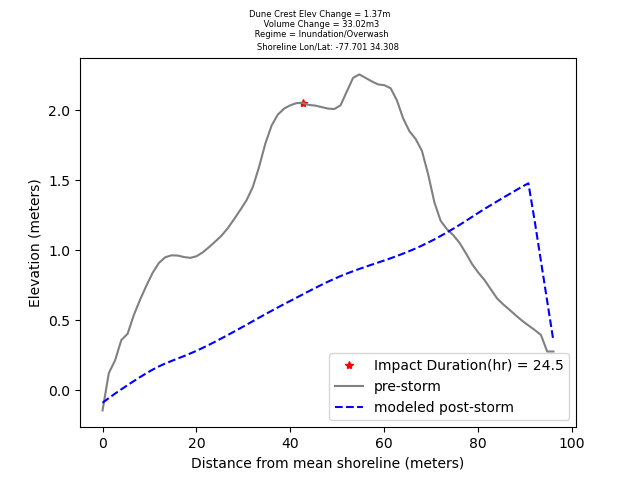 Dune Crest Elev Change = 1.37m
Volume Change = 33.02m3
Regime = Inundation/Overwash
Shoreline Lon/Lat: -77.701 34.308
2.0
1.5
1.0
0.5
0.0
Elevation (meters)
Impact Duration(hr) = 24.5
pre-storm
modeled post-storm
0 20 40 60 80 100
Distance from mean shoreline (meters)